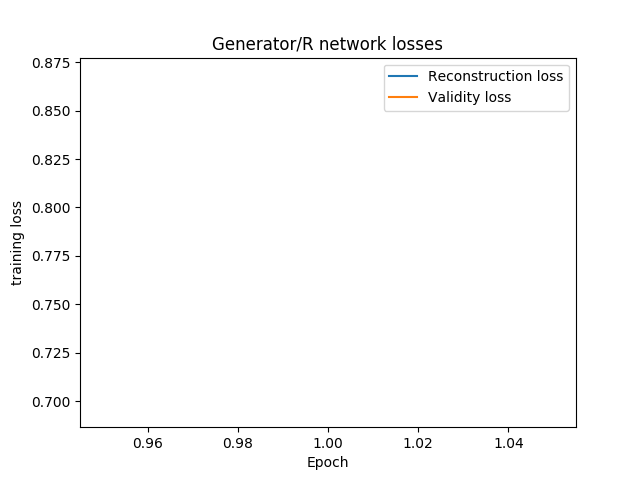 Generator/R network losses
Reconstruction loss
Validity loss
0.875
0.850
0.825
0.800
0.775
0.750
0.725
0.700
training loss
0.96 0.98 1.00 1.02 1.04
Epoch